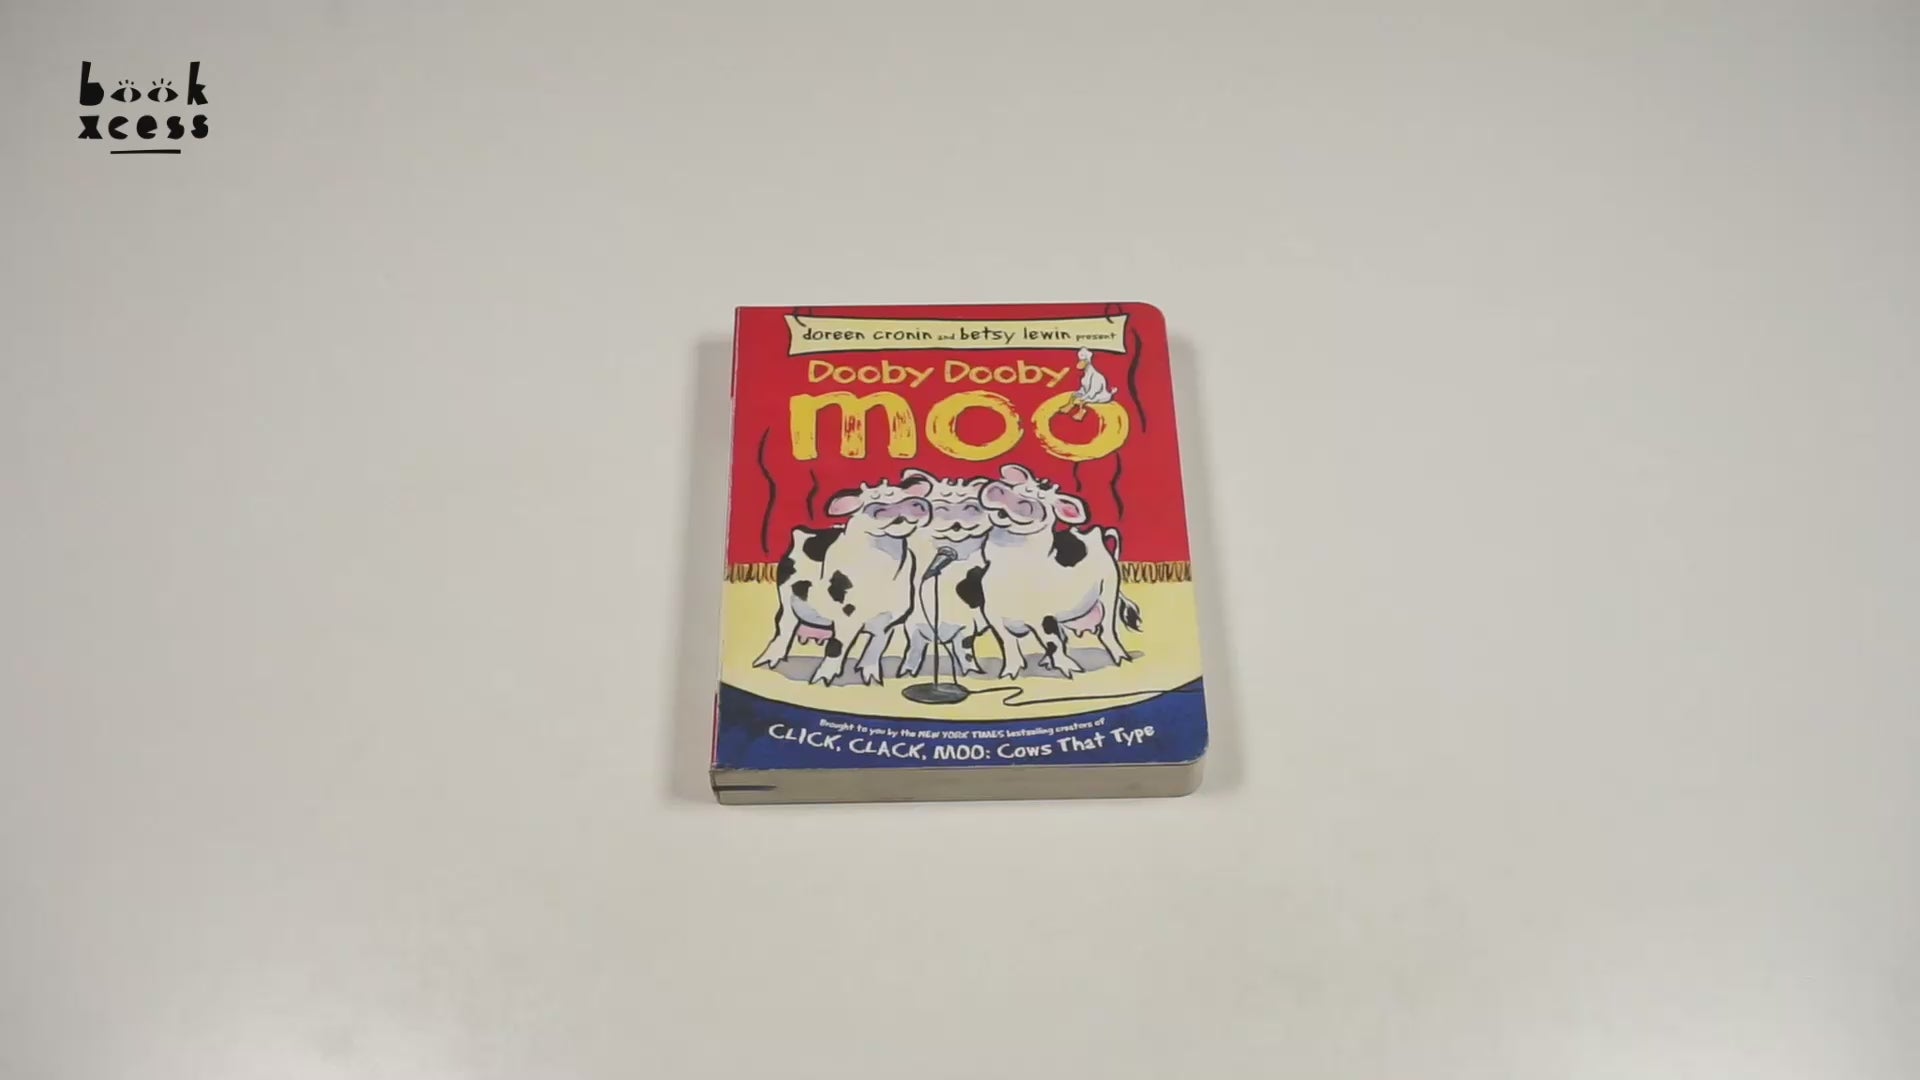 book
xcess
doreen cronin and betsy lewin present
Dooby Dooby
moo
Brought to you by the NEW YORK TIMES bestselling creators of
CLICK, CLACK, MOO: Cows That Type